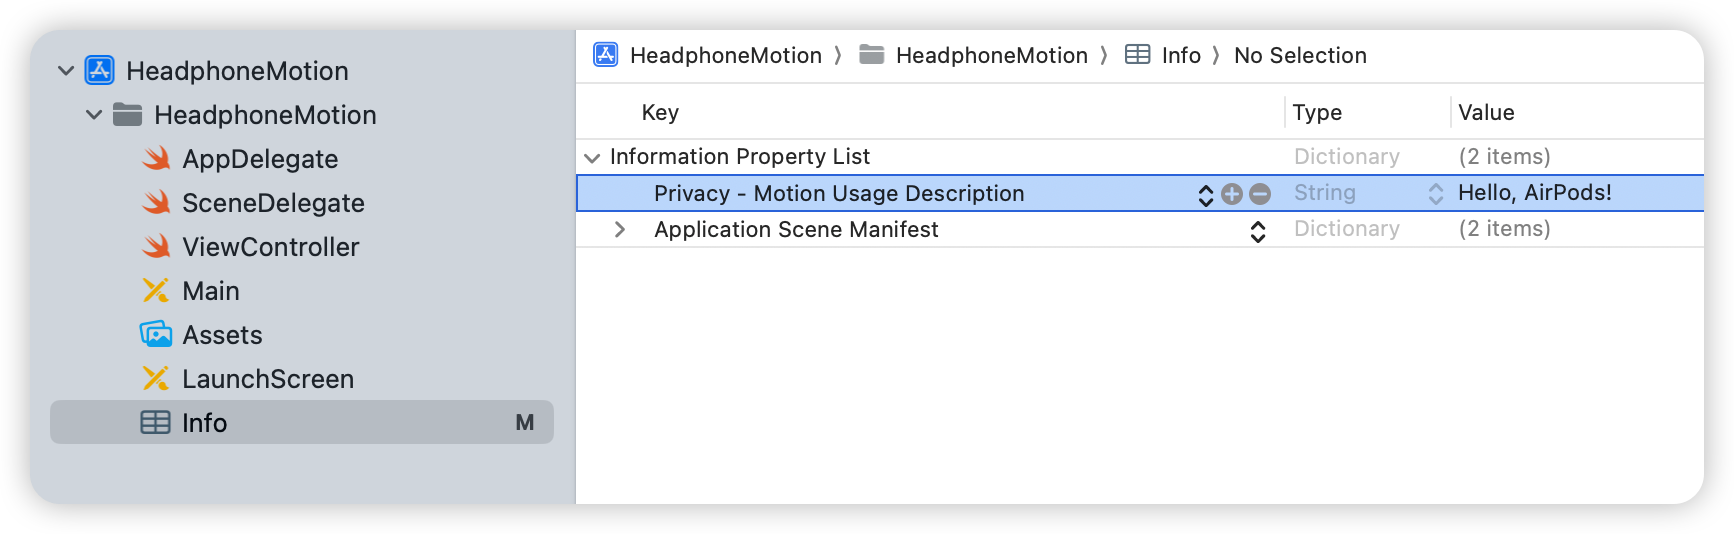 HeadphoneMotion
HeadphoneMotion
AppDelegate
SceneDelegate
ViewController
Main
Assets
LaunchScreen
Info M
HeadphoneMotion 〉 HeadphoneMotion 〉 Info 〉 No Selection
Key Type Value
Information Property List Dictionary (2 items)
Privacy - Motion Usage Description String Hello, AirPods!
Application Scene Manifest Dictionary (2 items)